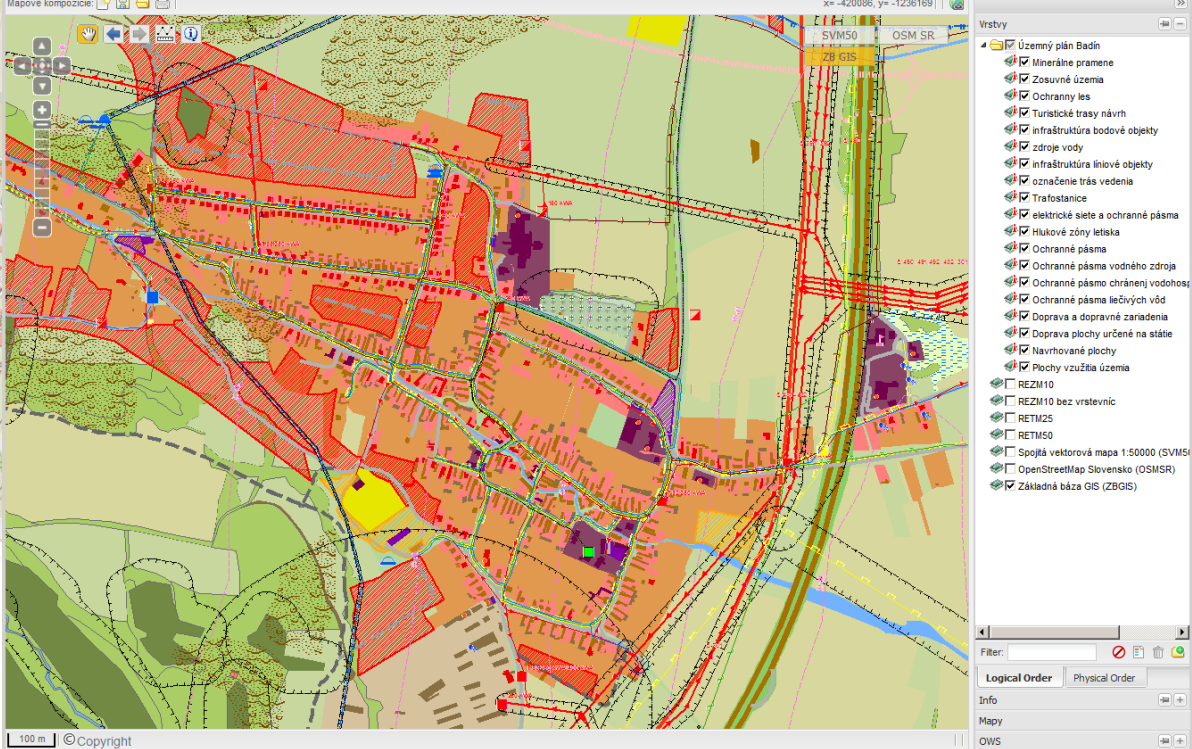 Mapové kompozície:
x= -420086, y= -1236169
SVM50
OSM SR
ZB GIS
100 m
© Copyright
Vrstvy
Územný plán Badín
Minerálne pramene
Zosuvné územia
Ochranny les
Turistické trasy návrh
infraštruktúra bodové objekty
zdroje vody
infraštruktúra líniové objekty
označenie trás vedenia
Trafostanice
elektrické siete a ochranné pásma
Hlukové zóny letiska
Ochranné pásma
Ochranné pásma vodného zdroja
Ochranné pásmo chránenj vodohosp
Ochranné pásma liečivých vôd
Doprava a dopravné zariadenia
Doprava plochy určené na státie
Navrhované plochy
Plochy vzužitia územia
REZM10
REZM10 bez vrstevníc
RETM25
RETM50
Spojitá vektorová mapa 1:50000 (SVM50
OpenStreetMap Slovensko (OSMSR)
Základná báza GIS (ZBGIS)
Filter:
Logical Order
Physical Order
Info
Mapy
OWS